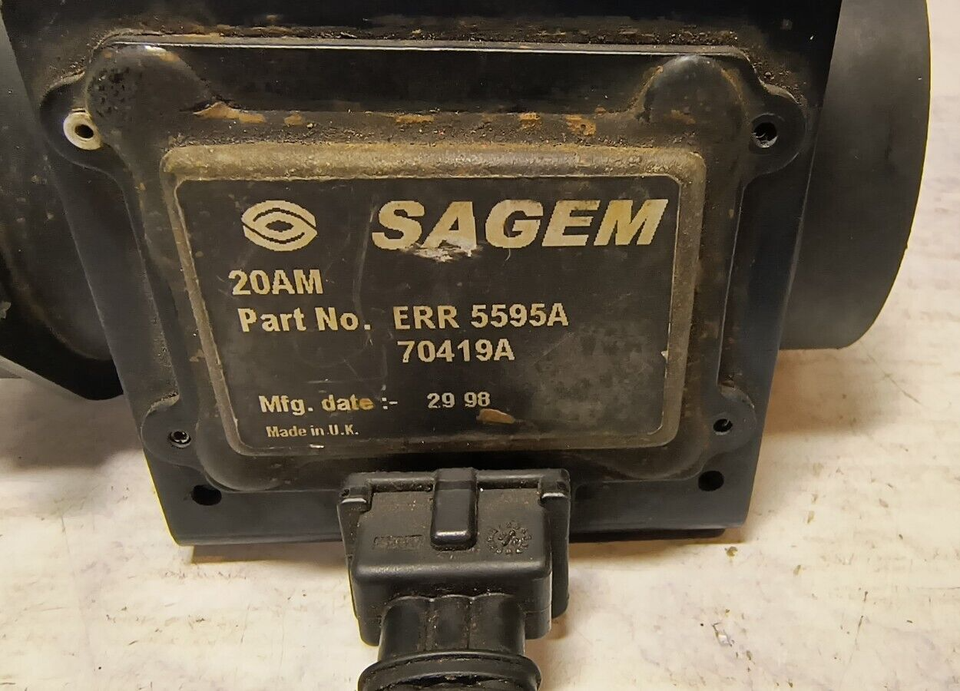 SAGEM
20AM
Part No. ERR 5595A
70419A
Mfg. date :- 29 98
Made in U.K.